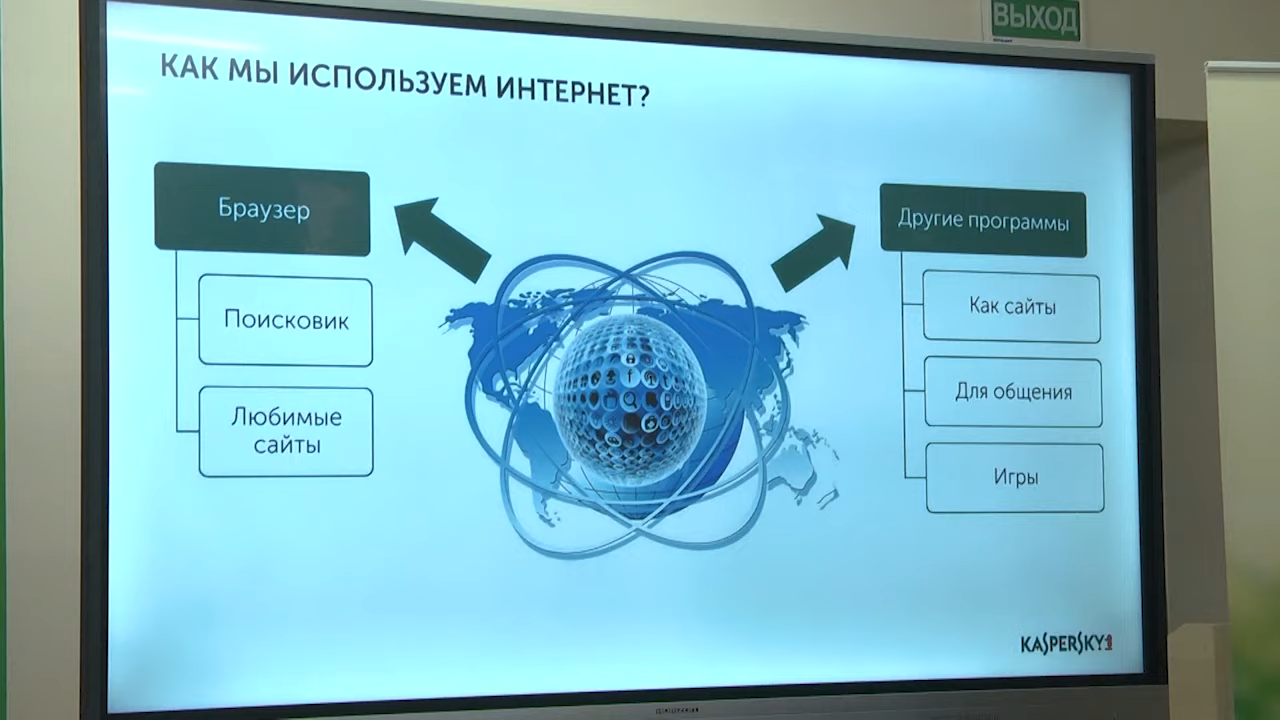 ВЫХОД
КАК МЫ ИСПОЛЬЗУЕМ ИНТЕРНЕТ?
Браузер
Поисковик
Любимые
сайты
Другие программы
Как сайты
Для общения
Игры
KASPERSKY